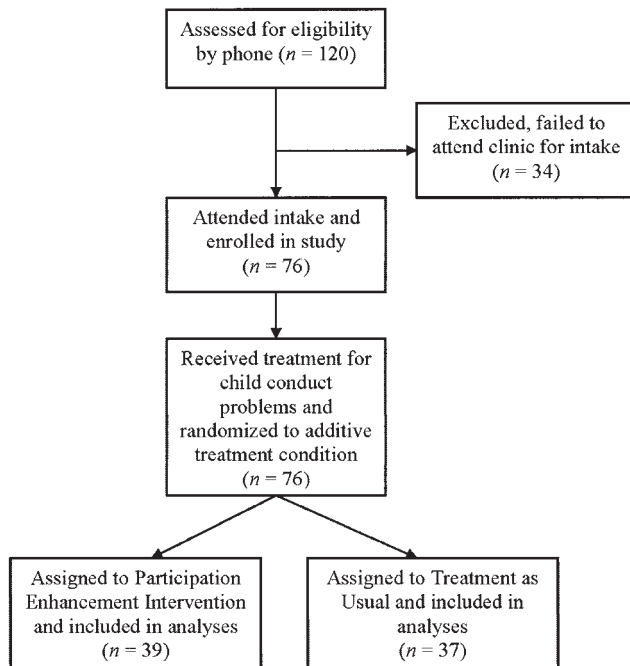 Assessed for eligibility
by phone (n = 120)
Excluded, failed to
attend clinic for intake
(n = 34)
Attended intake and
enrolled in study
(n = 76)
Received treatment for
child conduct
problems and
randomized to additive
treatment condition
(n = 76)
Assigned to Participation
Enhancement Intervention
and included in analyses
(n = 39)
Assigned to Treatment as
Usual and included in
analyses
(n = 37)